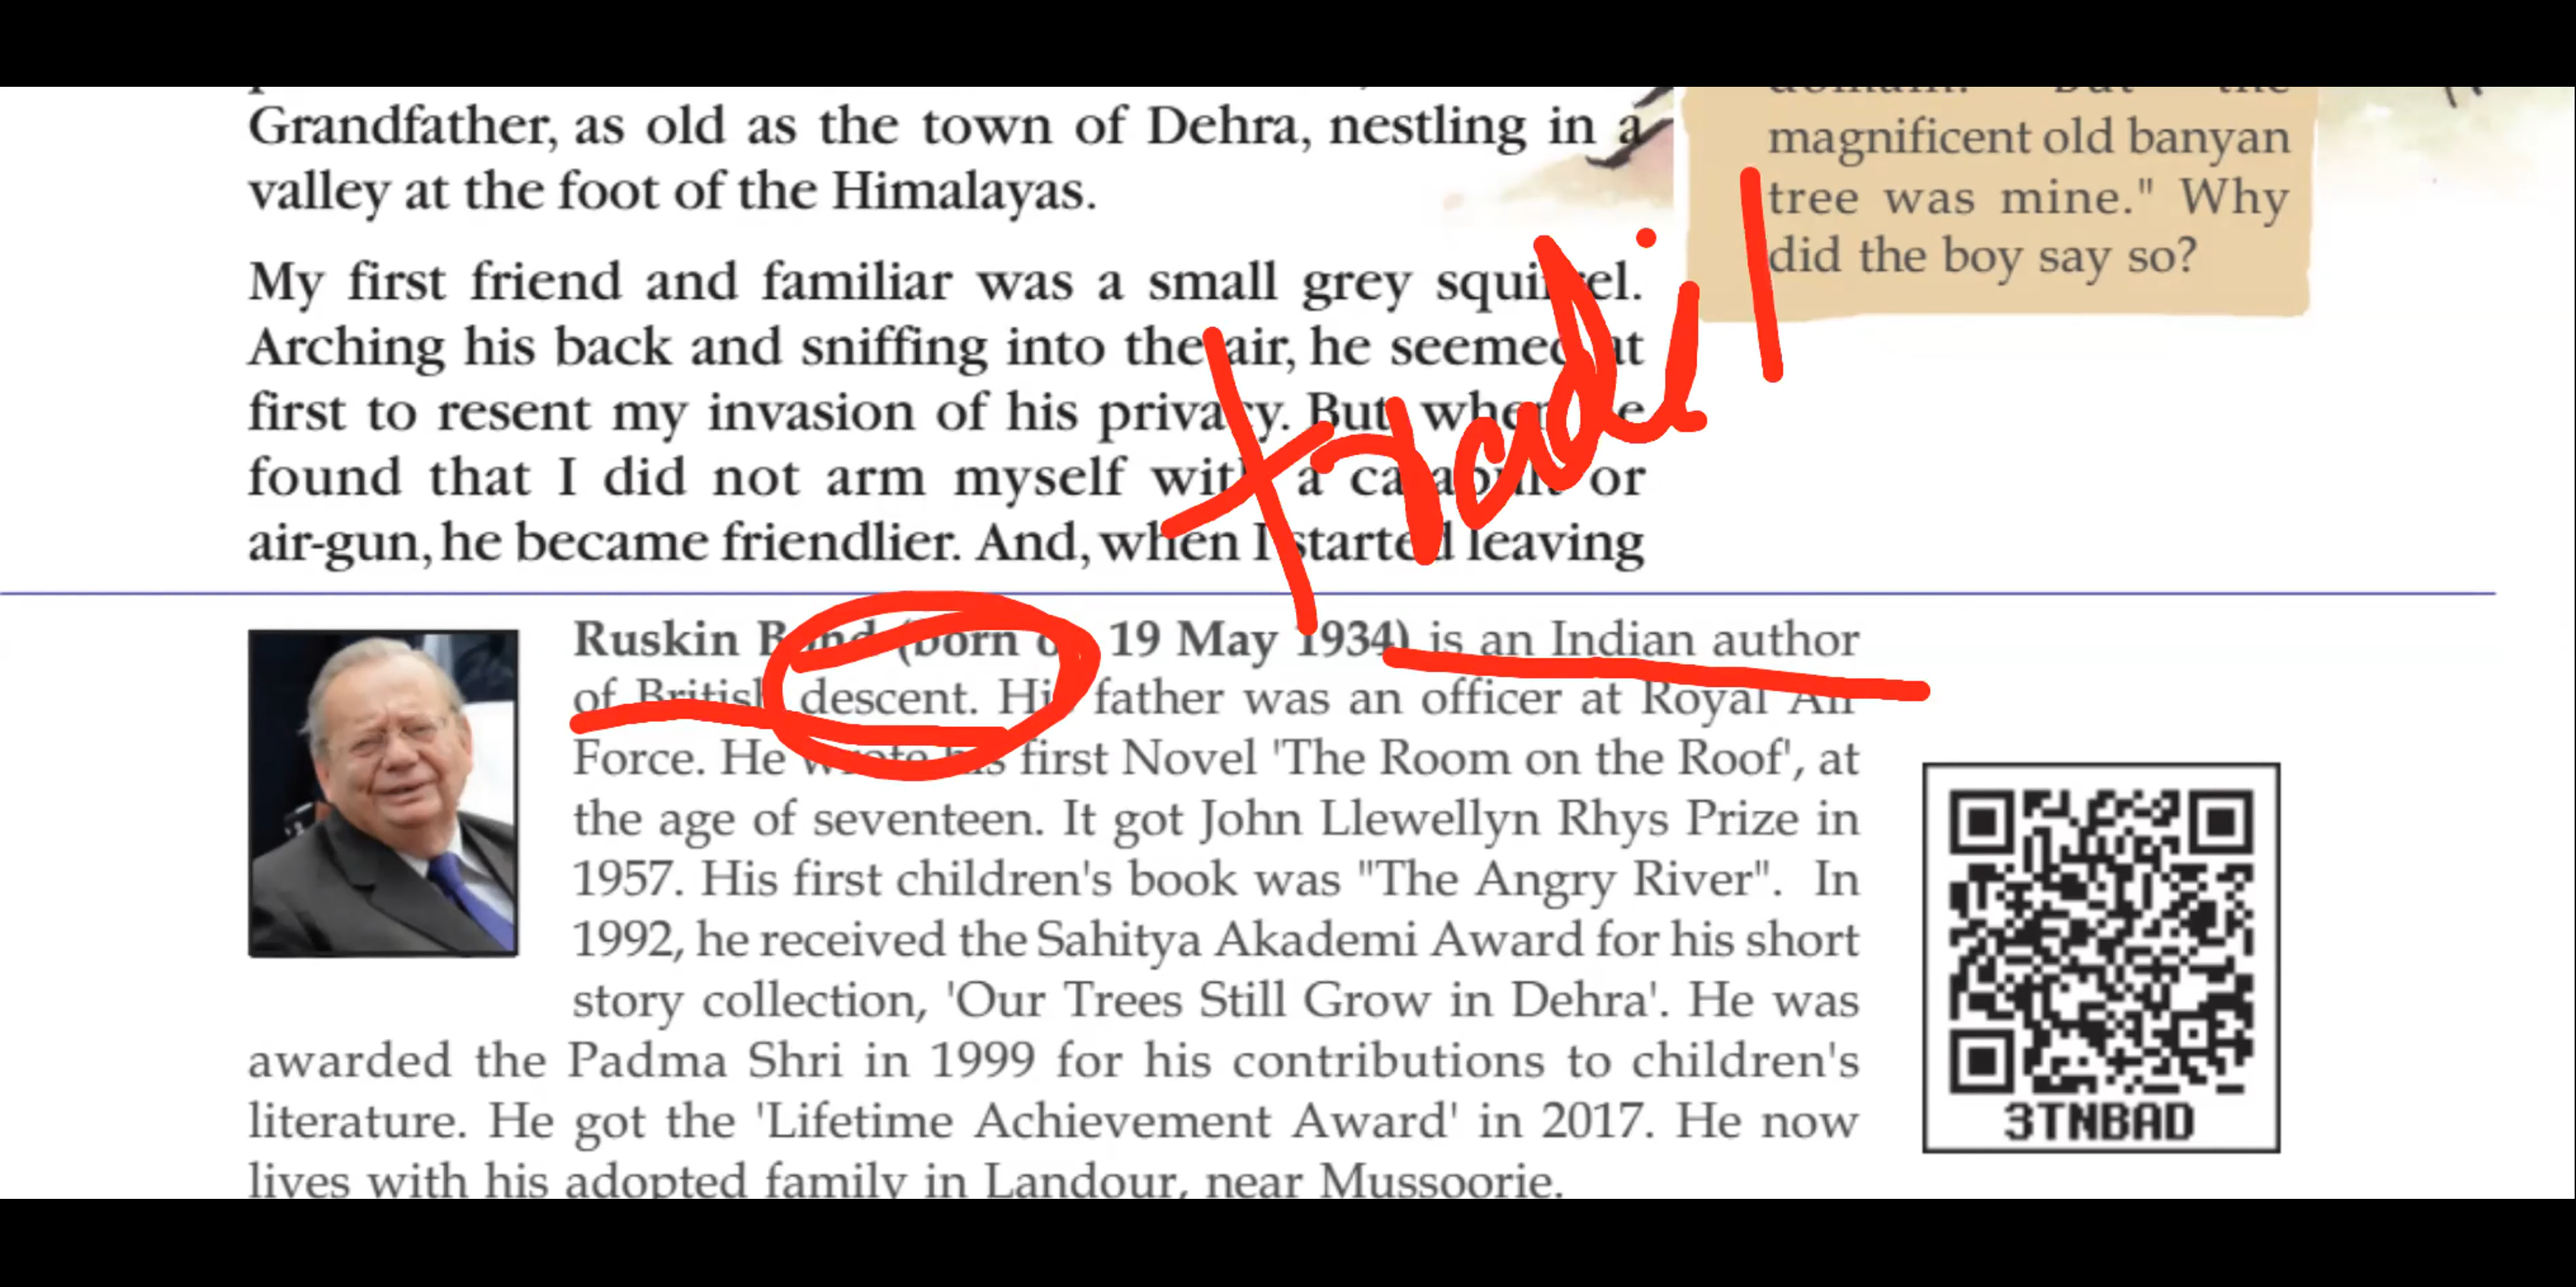 Grandfather, as old as the town of Dehra, nestling in a
valley at the foot of the Himalayas.
My first friend and familiar was a small grey squirrel.
Arching his back and sniffing into the air, he seemed at
first to resent my invasion of his privacy. But, when he
found that I did not arm myself with a catapult or
air-gun, he became friendlier. And, when I started leaving
magnificent old banyan
tree was mine." Why
did the boy say so?
Ruskin Bond (born on 19 May 1934) is an Indian author
of British descent. His father was an officer at Royal Air
Force. He wrote his first Novel 'The Room on the Roof', at
the age of seventeen. It got John Llewellyn Rhys Prize in
1957. His first children's book was "The Angry River". In
1992, he received the Sahitya Akademi Award for his short
story collection, 'Our Trees Still Grow in Dehra'. He was
awarded the Padma Shri in 1999 for his contributions to children's
literature. He got the 'Lifetime Achievement Award' in 2017. He now
lives with his adopted family in Landour, near Mussoorie.
3TNBAD